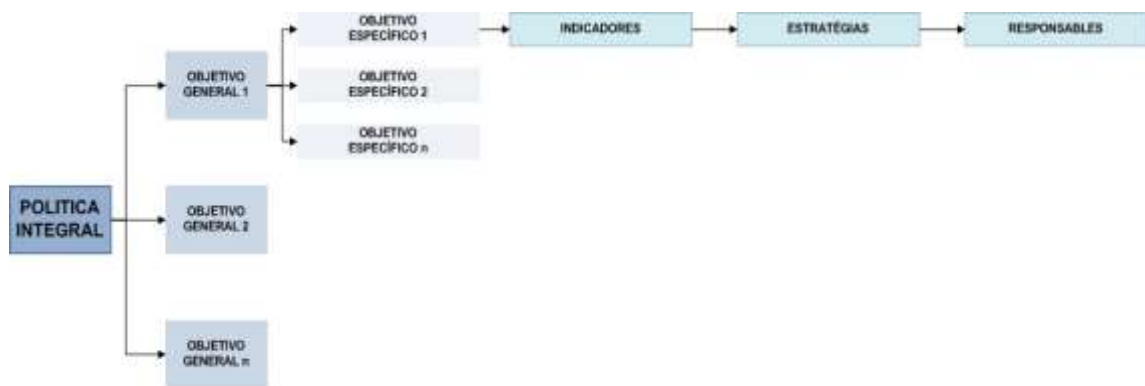 OBJETIVO
ESPECÍFICO 1
INDICADORES
ESTRATÉGIAS
RESPONSABLES
OBJETIVO
GENERAL 1
OBJETIVO
ESPECÍFICO 2
OBJETIVO
ESPECÍFICO n
POLITICA
INTEGRAL
OBJETIVO
GENERAL 2
OBJETIVO
GENERAL n